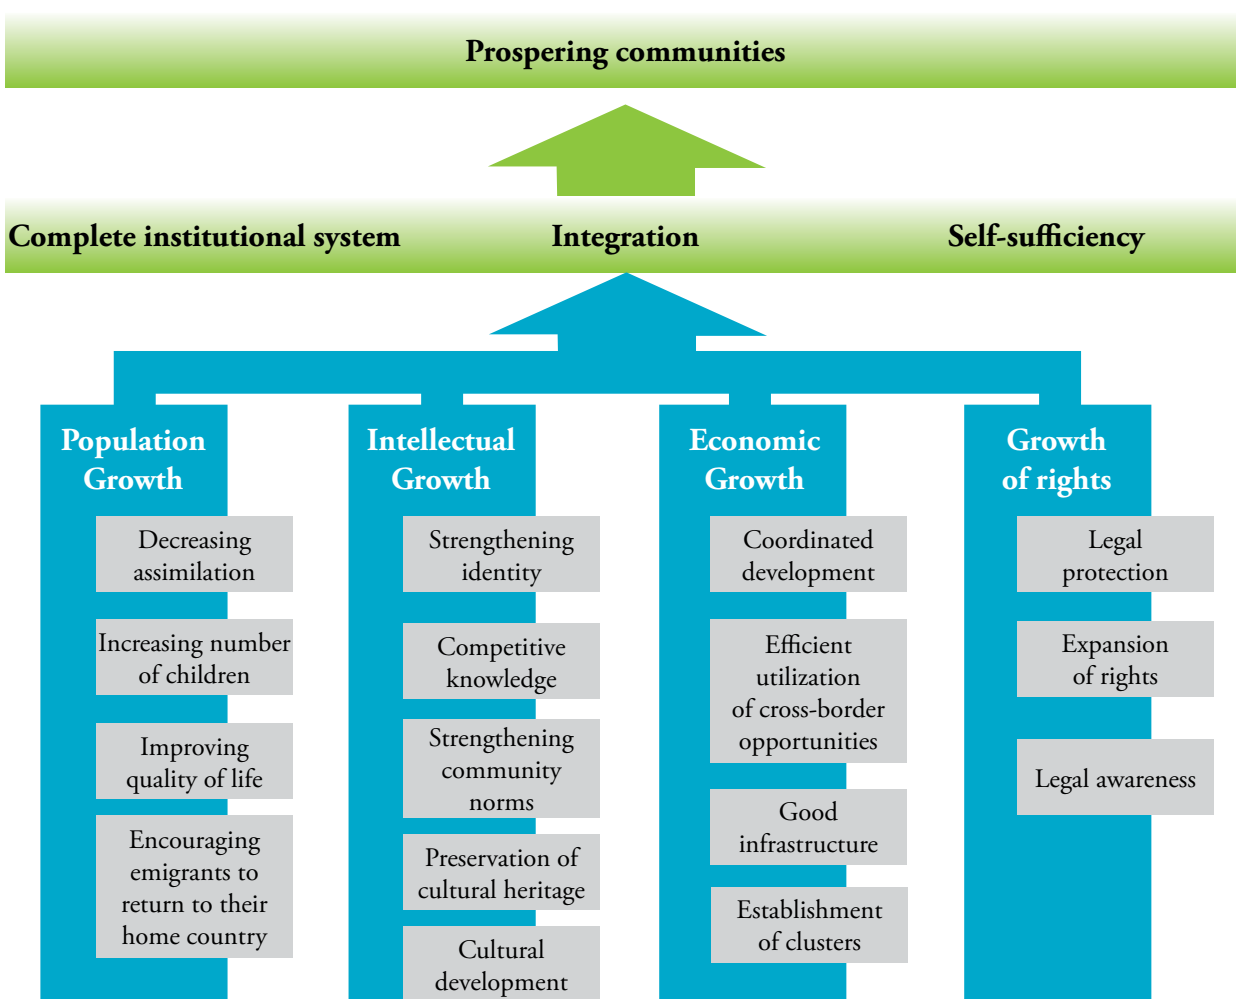 Prospering communities
Complete institutional system
Integration
Self-sufficiency
Population
Growth
Decreasing
assimilation
Increasing number
of children
Improving
quality of life
Encouraging
emigrants to
return to their
home country
Intellectual
Growth
Strengthening
identity
Competitive
knowledge
Strengthening
community
norms
Preservation of
cultural heritage
Cultural
development
Economic
Growth
Coordinated
development
Efficient
utilization
of cross-border
opportunities
Good
infrastructure
Establishment
of clusters
Growth
of rights
Legal
protection
Expansion
of rights
Legal awareness